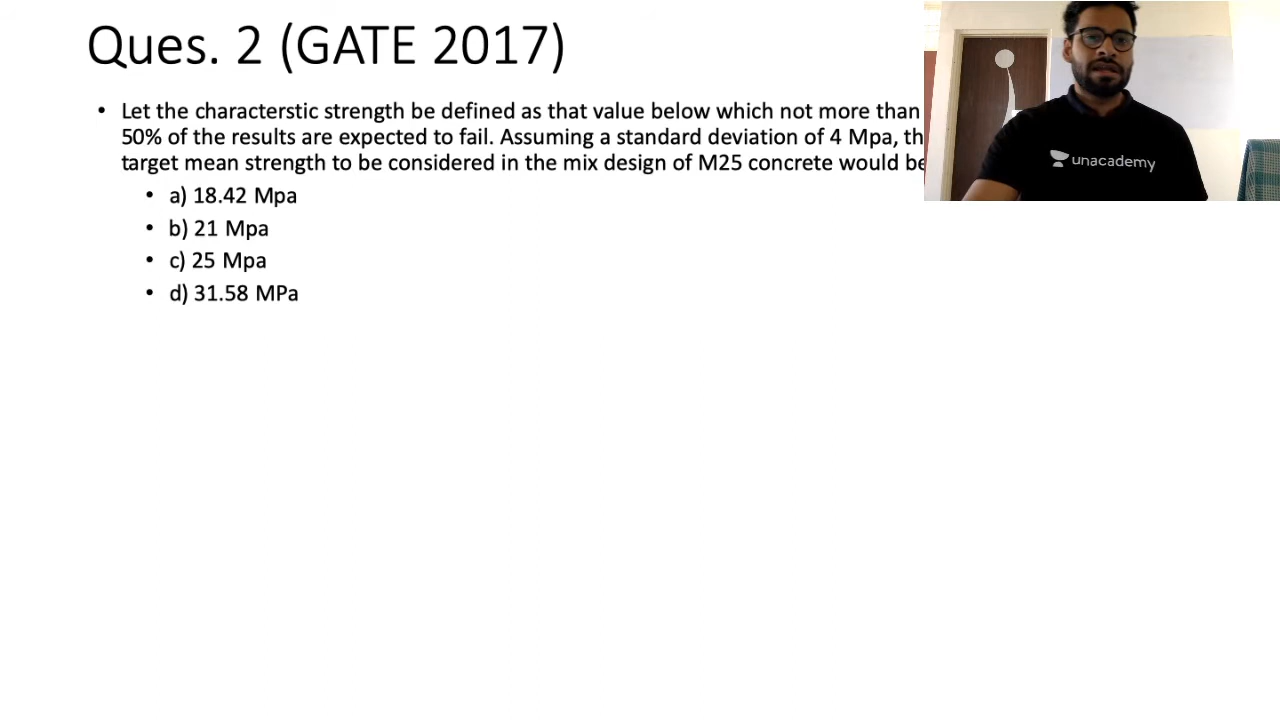 Ques. 2 (GATE 2017)
• Let the characterstic strength be defined as that value below which not more than
50% of the results are expected to fail. Assuming a standard deviation of 4 Mpa, th
target mean strength to be considered in the mix design of M25 concrete would be
• a) 18.42 Mpa
• b) 21 Mpa
• c) 25 Mpa
• d) 31.58 MPa
unacademy